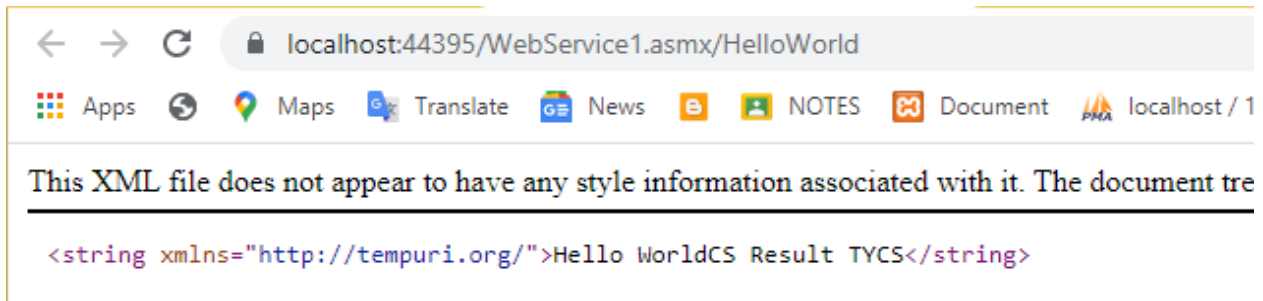 localhost:44395/WebService1.asmx/HelloWorld
Apps Maps Translate GE News NOTES Document PMA localhost / 1
This XML file does not appear to have any style information associated with it. The document tre
<string xmlns="http://tempuri.org/">Hello WorldCS Result TYCS</string>